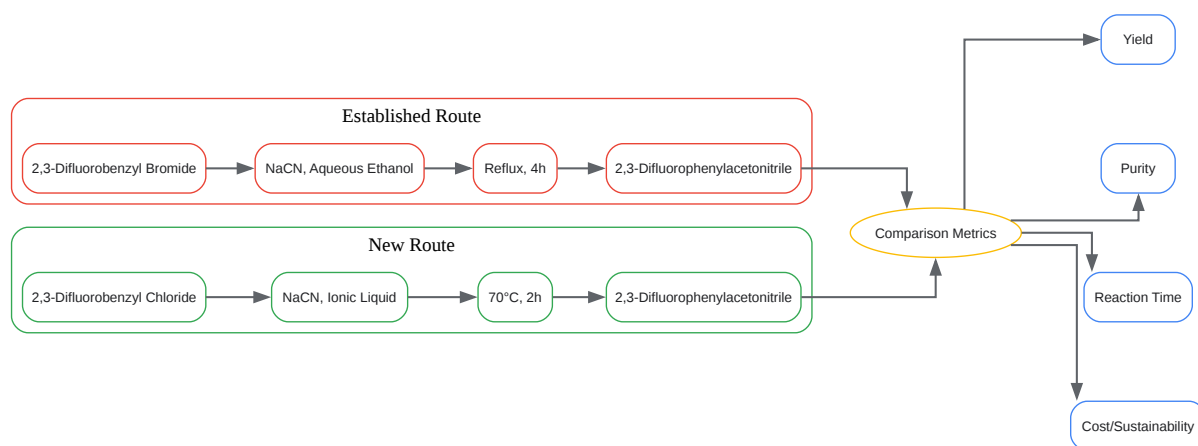 Yield
Established Route
2,3-Difluorobenzyl Bromide
NaCN, Aqueous Ethanol
Reflux, 4h
2,3-Difluorophenylacetonitrile
Purity
Comparison Metrics
New Route
2,3-Difluorobenzyl Chloride
NaCN, Ionic Liquid
70°C, 2h
2,3-Difluorophenylacetonitrile
Reaction Time
Cost/Sustainability